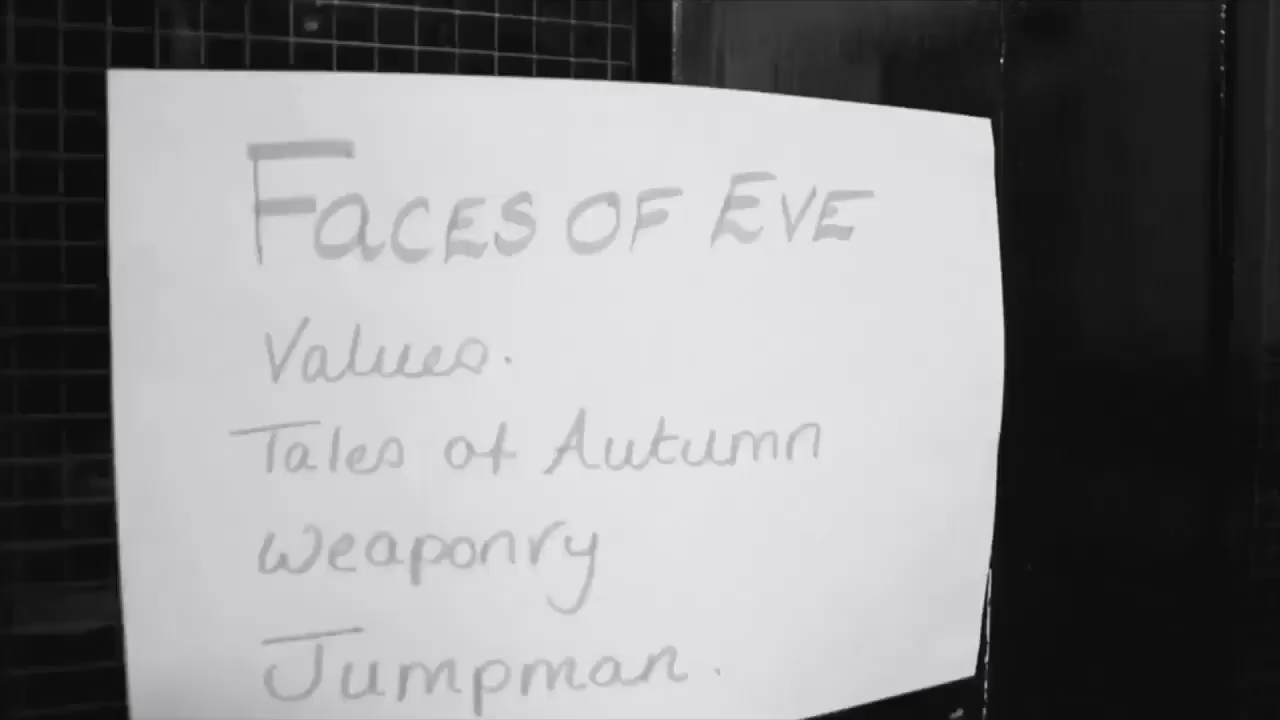 FACES OF EVE
Values.
Tales of Autumn
Weaponry
Jumpman.